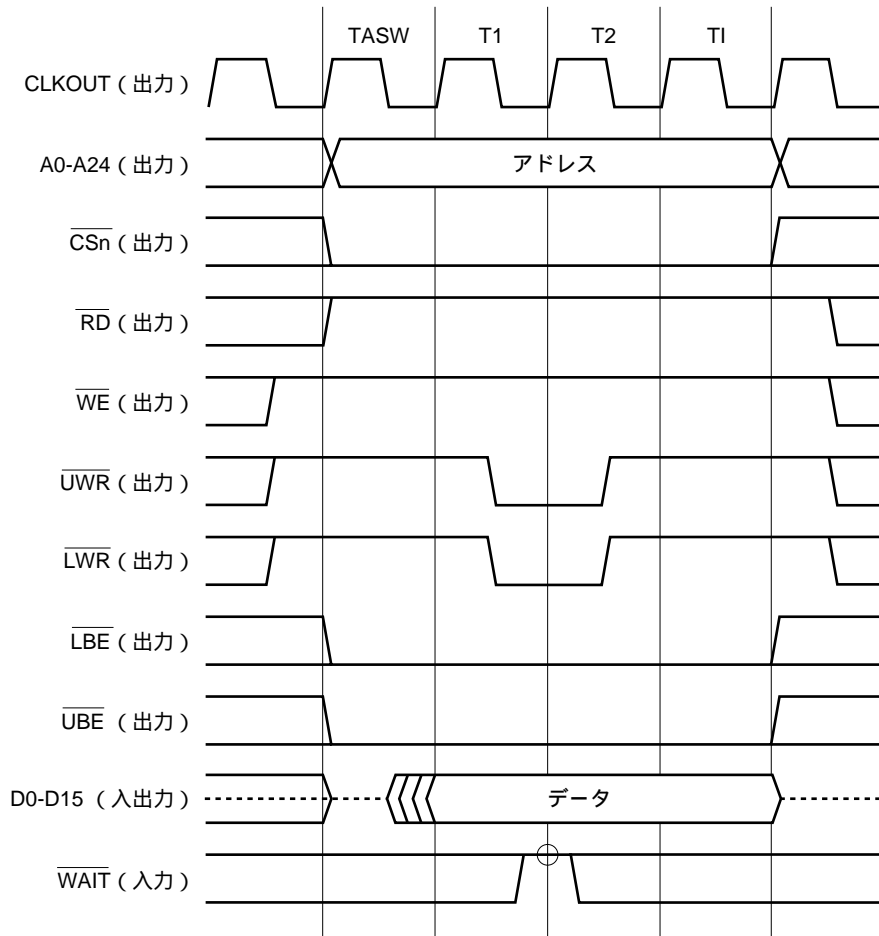 TASW T1 T2 TI
CLKOUT（出力）
A0-A24（出力） アドレス
CSn（出力）
RD（出力）
WE（出力）
UWR（出力）
LWR（出力）
LBE（出力）
UBE（出力）
D0-D15（入出力） データ
WAIT（入力）